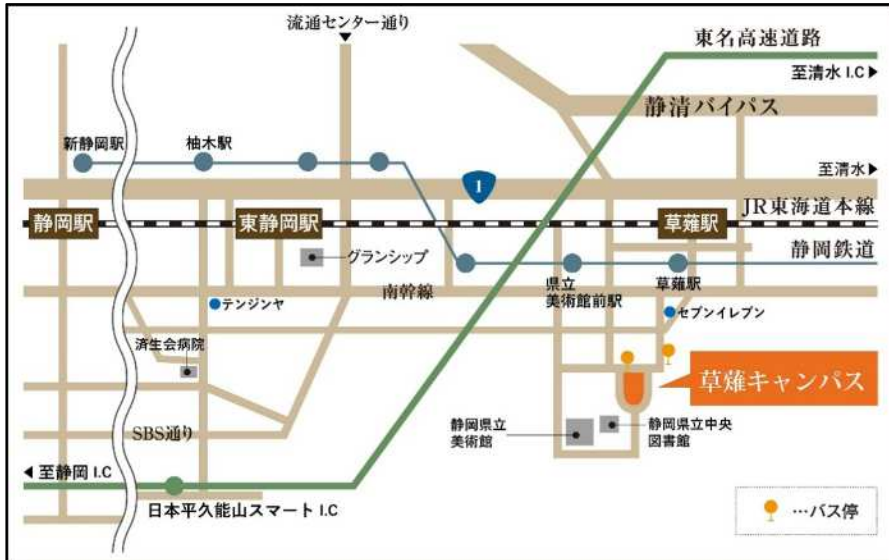 流通センター通り
東名高速道路
至清水 I.C
静清バイパス
新静岡駅
柚木駅
至清水
1
JR東海道本線
静岡駅
東静岡駅
草薙駅
静岡鉄道
グランシップ
南幹線
県立
美術館前駅
草薙駅
テンジンヤ
セブンイレブン
済生会病院
草薙キャンパス
静岡県立
美術館
静岡県立中央
図書館
SBS通り
至静岡 I.C
日本平久能山スマート I.C
…バス停